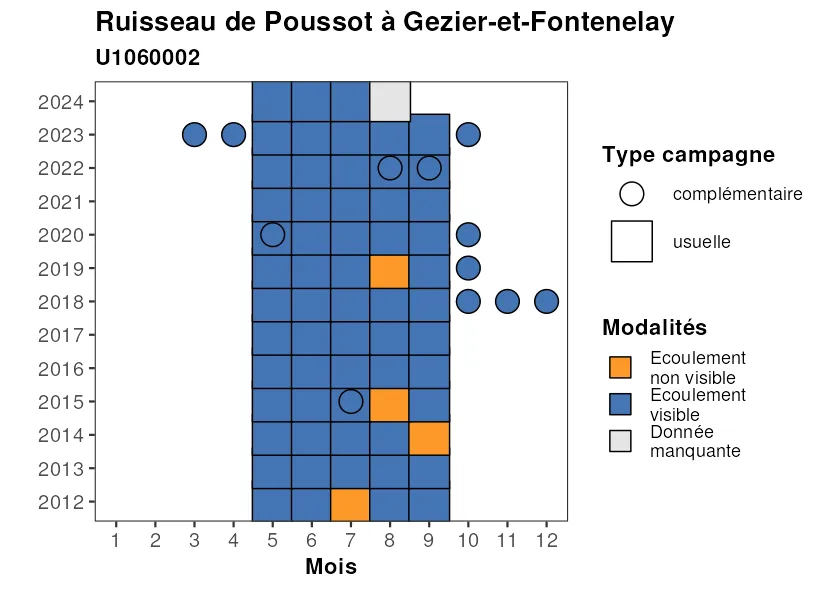 Ruisseau de Poussot à Gezier-et-Fontenelay
U1060002
2024
2023
2022
2021
2020
2019
2018
2017
2016
2015
2014
2013
2012
1 2 3 4 5 6 7 8 9 10 11 12
Mois
Type campagne
complémentaire
usuelle
Modalités
Ecoulement
non visible
Ecoulement
visible
Donnée
manquante